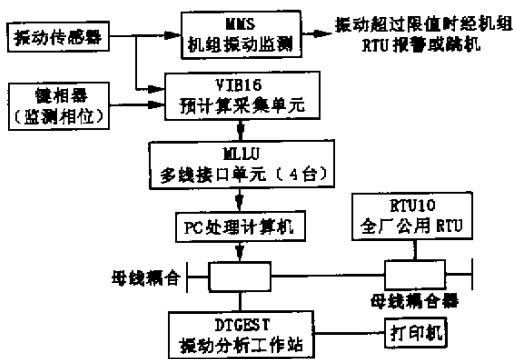 振动传感器
MMS
机组振动监测
振动超过限值时经机组
RTU报警或跳机
键相器
(监测相位)
VIB16
预计算采集单元
MLLU
多线接口单元(4台)
PC处理计算机
RTU10
全厂公用RTU
母线耦合
母线耦合器
DTGEST
振动分析工作站
打印机